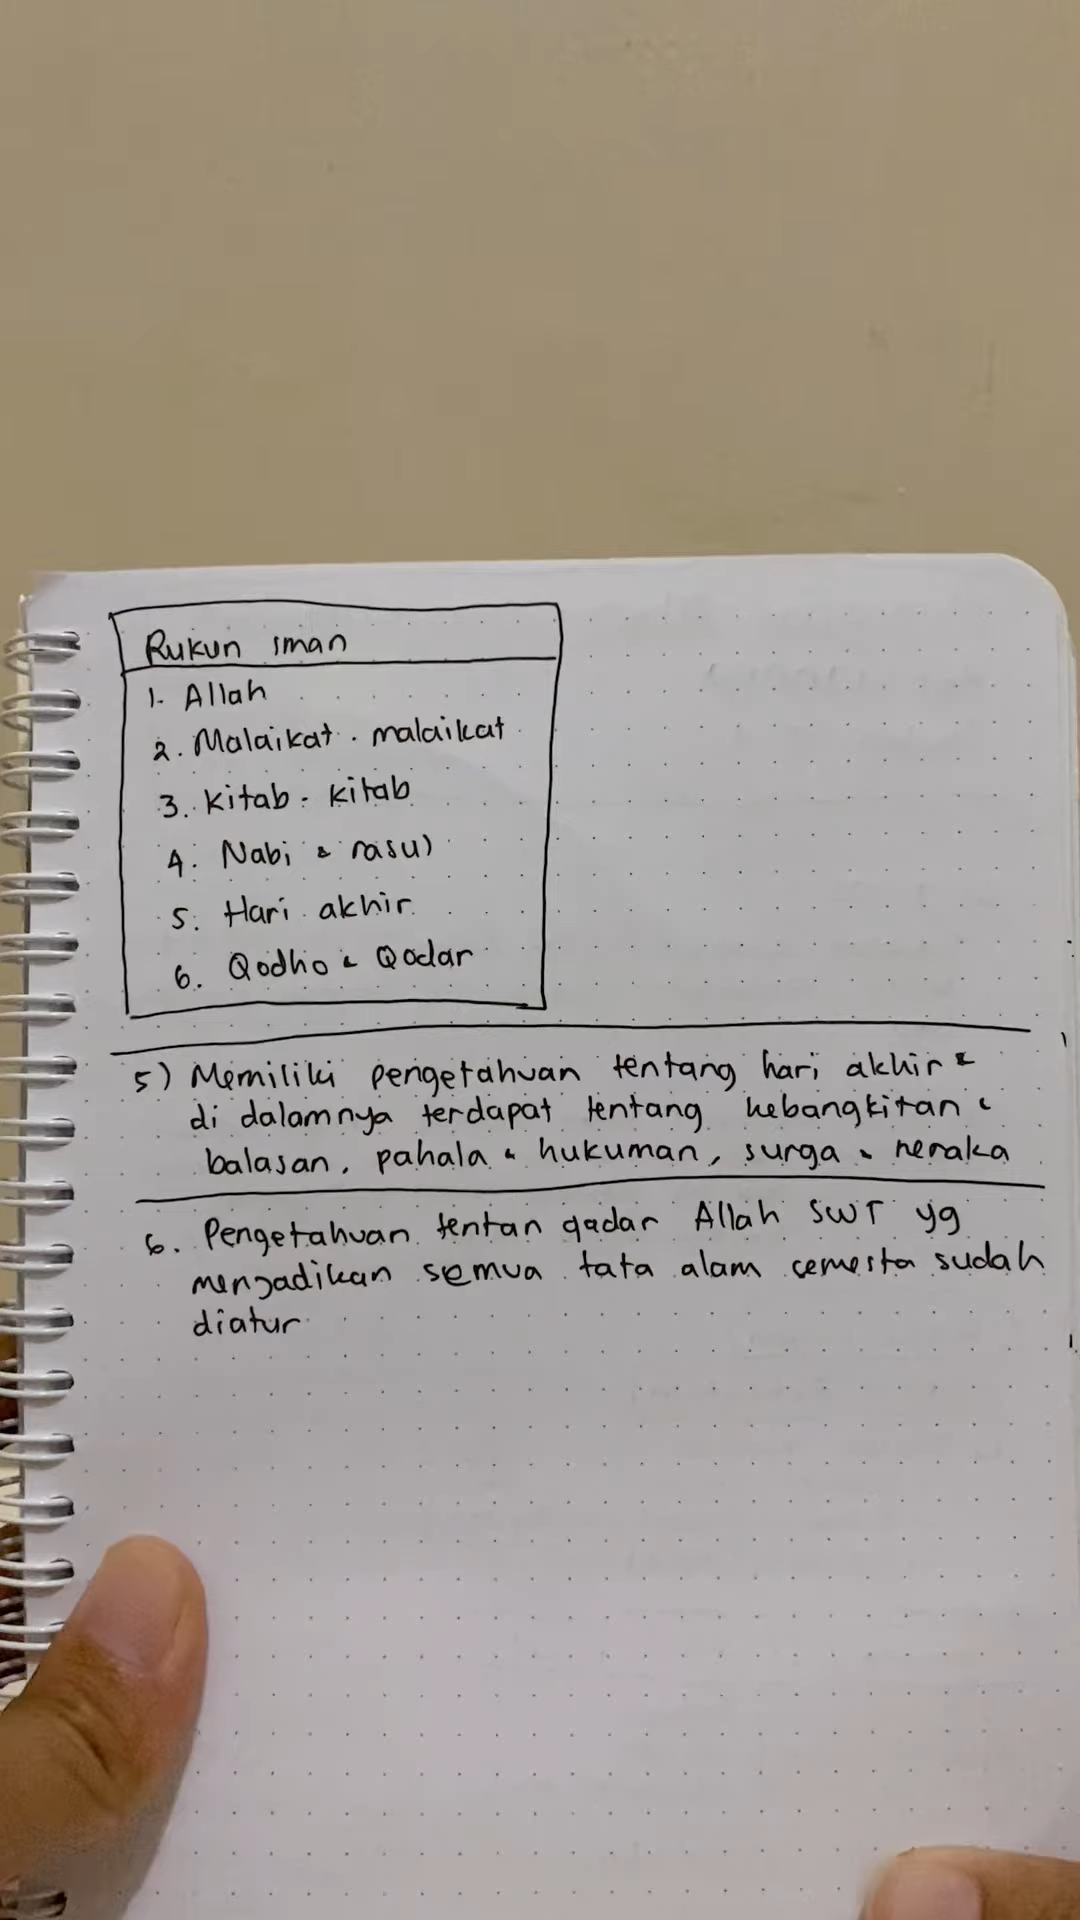 Rukun iman
1. Allah
2. Malaikat - malaikat
3. Kitab - kitab
4. Nabi & rasul
5. Hari akhir
6. Qodho & Qodar
5) Memiliki pengetahuan tentang hari akhir &
di dalamnya terdapat tentang kebangkitan &
balasan, pahala & hukuman, surga & neraka
6. Pengetahuan tentan qadar Allah SWT yg
menjadikan semua tata alam cemesta sudah
diatur